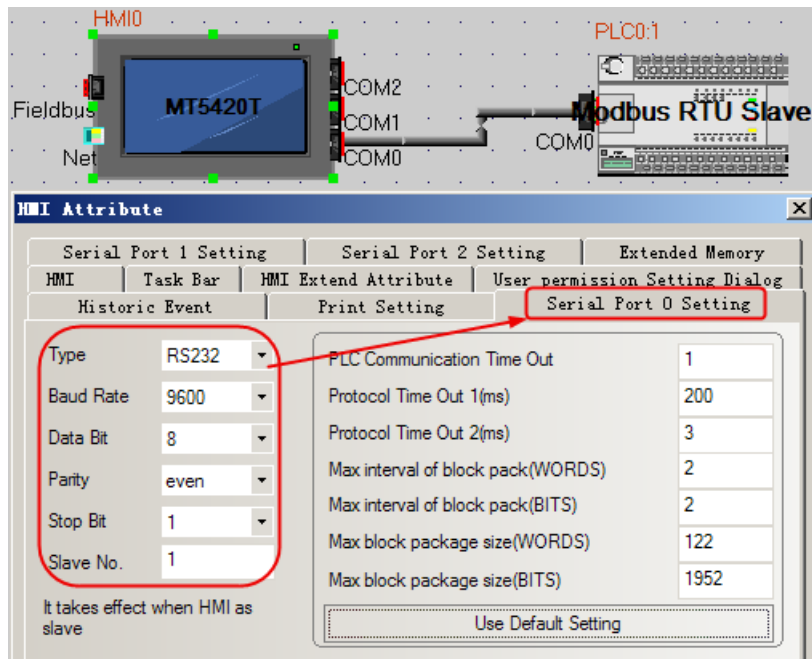 HMI0
PLC0:1
COM2
Fieldbus
MT5420T
COM1
Modbus RTU Slave
COM0
Net
COM0
HMI Attribute
Serial Port 1 Setting
Serial Port 2 Setting
Extended Memory
HMI
Task Bar
HMI Extend Attribute
User permission Setting Dialog
Historic Event
Print Setting
Serial Port 0 Setting
Type RS232
Baud Rate 9600
Data Bit 8
Parity even
Stop Bit 1
Slave No. 1
It takes effect when HMI as
slave
PLC Communication Time Out 1
Protocol Time Out 1(ms) 200
Protocol Time Out 2(ms) 3
Max interval of block pack(WORDS) 2
Max interval of block pack(BITS) 2
Max block package size(WORDS) 122
Max block package size(BITS) 1952
Use Default Setting